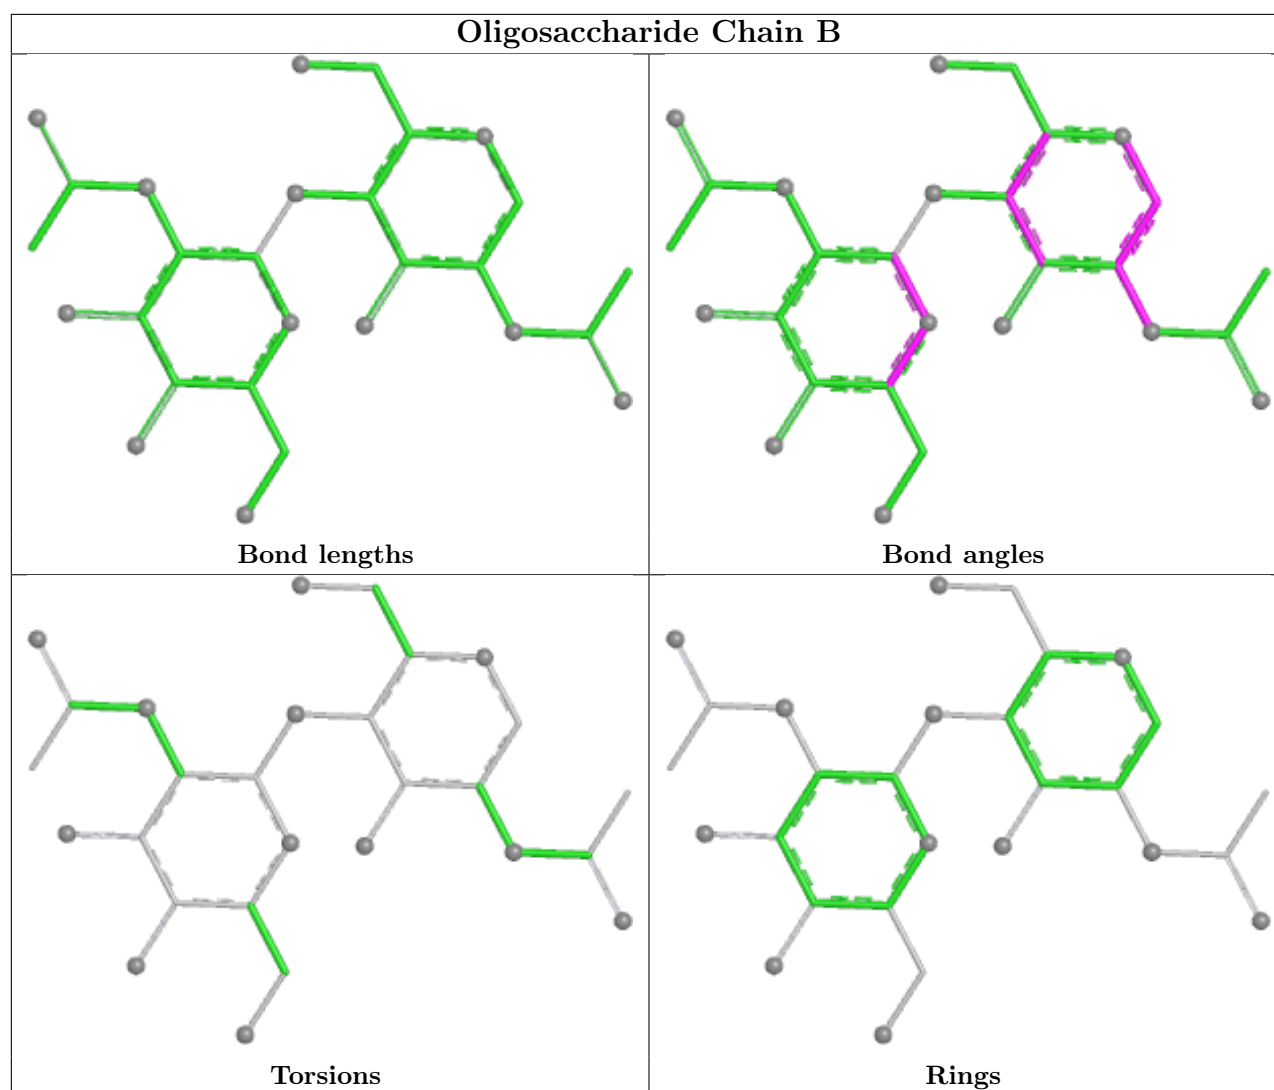 Oligosaccharide Chain B
Bond lengths
Bond angles
Torsions
Rings